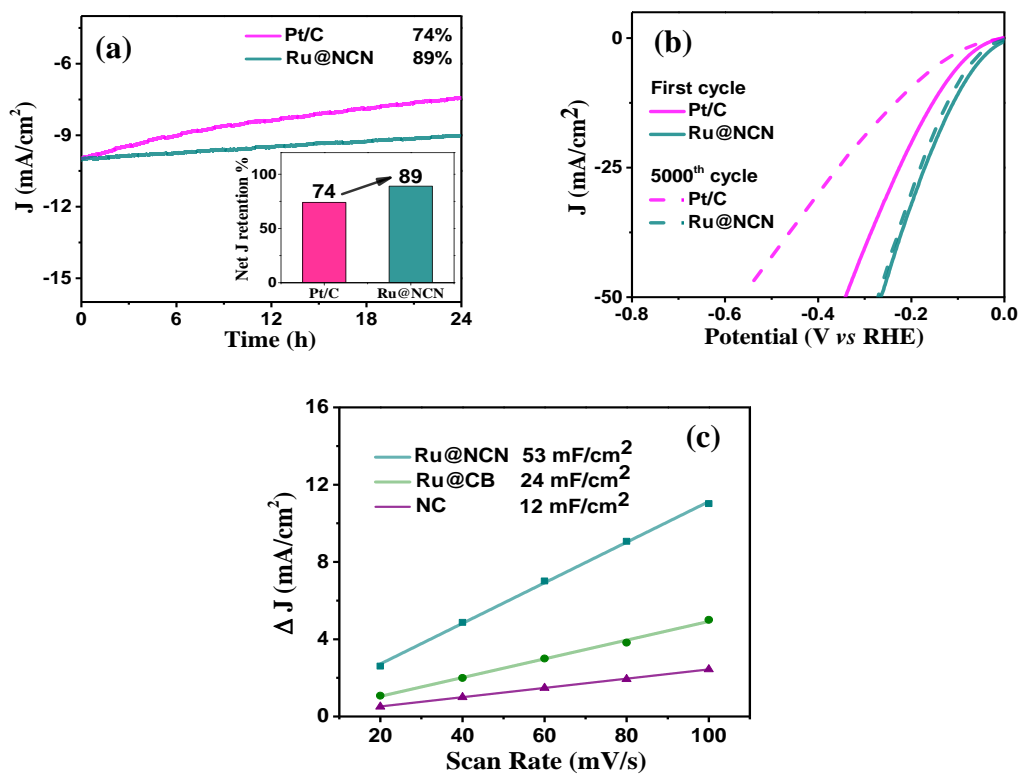 (a)
Pt/C 74%
Ru@NCN 89%
J (mA/cm²)
-6
-9
-12
-15
0 6 12 18 24
Time (h)
Net J retention %
100
75
50
25
0
74 89
Pt/C Ru@NCN
(b)
First cycle
Pt/C
Ru@NCN
5000th cycle
Pt/C
Ru@NCN
J (mA/cm²)
0
-25
-50
-0.8 -0.6 -0.4 -0.2 0.0
Potential (V vs RHE)
(c)
Ru@NCN 53 mF/cm²
Ru@CB 24 mF/cm²
NC 12 mF/cm²
Δ J (mA/cm²)
16
12
8
4
0
20 40 60 80 100
Scan Rate (mV/s)